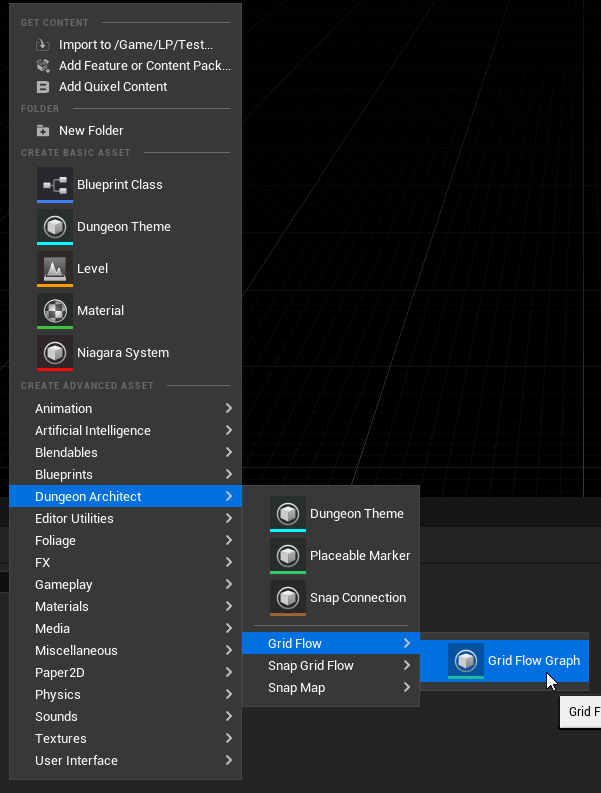 GET CONTENT
Import to /Game/LP/Test...
Add Feature or Content Pack...
Add Quixel Content
FOLDER
New Folder
CREATE BASIC ASSET
Blueprint Class
Dungeon Theme
Level
Material
Niagara System
CREATE ADVANCED ASSET
Animation
Artificial Intelligence
Blendables
Blueprints
Dungeon Architect
Editor Utilities
Foliage
FX
Gameplay
Materials
Media
Miscellaneous
Paper2D
Physics
Sounds
Textures
User Interface
Dungeon Theme
Placeable Marker
Snap Connection
Grid Flow
Snap Grid Flow
Snap Map
Grid Flow Graph
Grid F